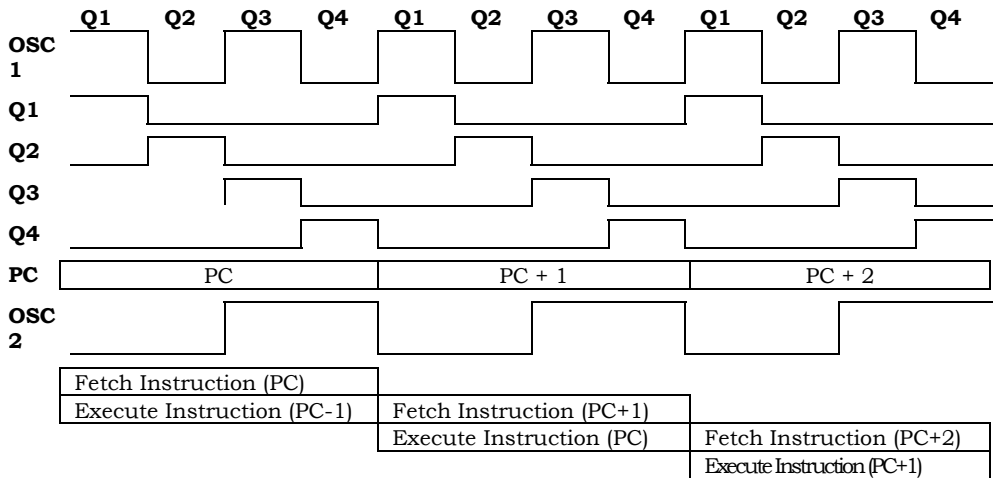 Q1 Q2 Q3 Q4 Q1 Q2 Q3 Q4 Q1 Q2 Q3 Q4
OSC
1
Q1
Q2
Q3
Q4
PC PC PC + 1 PC + 2
OSC
2
Fetch Instruction (PC)
Execute Instruction (PC-1) Fetch Instruction (PC+1)
Execute Instruction (PC) Fetch Instruction (PC+2)
Execute Instruction (PC+1)